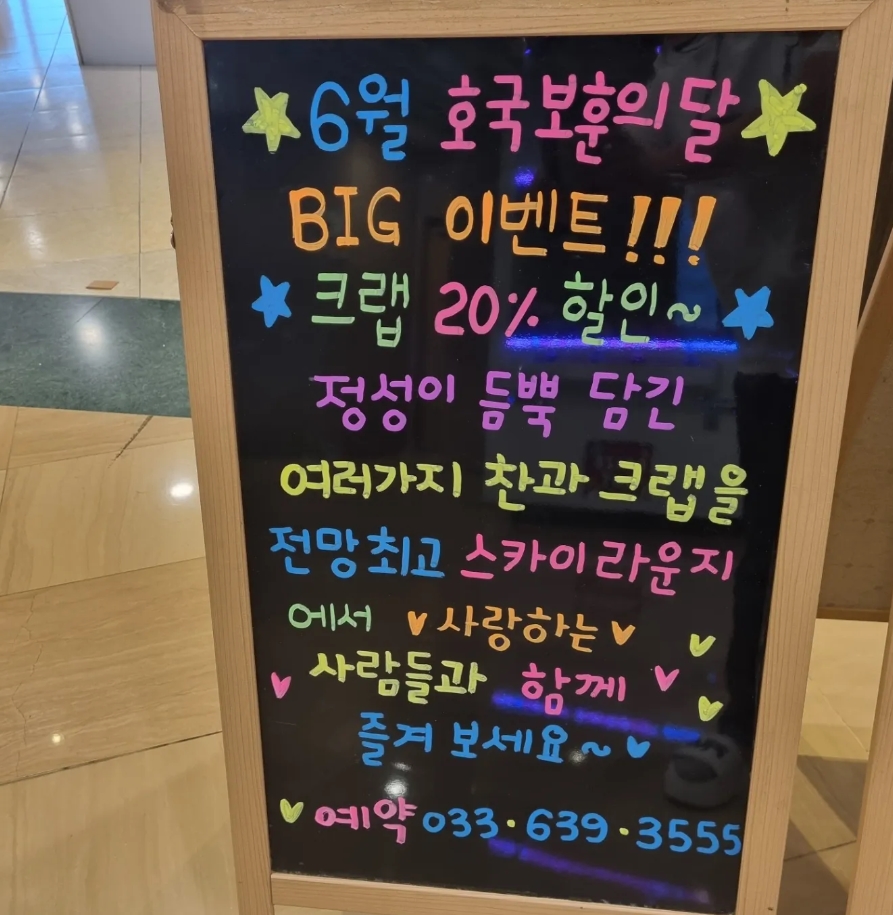 6월 호국보훈의달
BIG 이벤트!!!
크랩 20% 할인~
정성이 듬뿍 담긴
여러가지 찬과 크랩을
전망최고 스카이라운지
에서 사랑하는
사람들과 함께
즐겨 보세요~
예약 033·639·3555